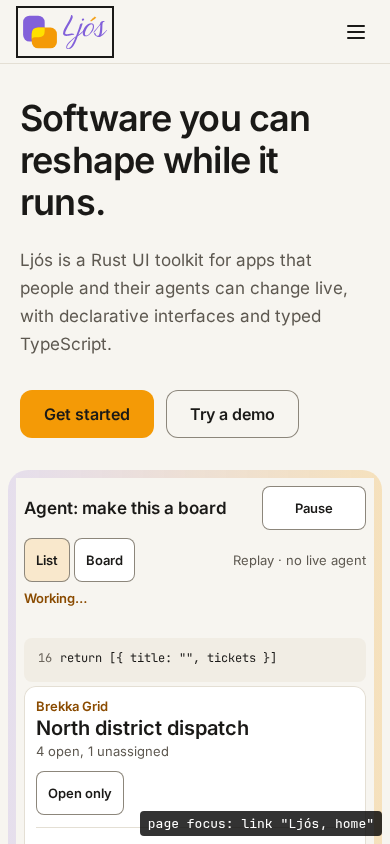 Ljós
Software you can
reshape while it
runs.
Ljós is a Rust UI toolkit for apps that
people and their agents can change live,
with declarative interfaces and typed
TypeScript.
Get started
Try a demo
Agent: make this a board
Pause
List
Board
Replay · no live agent
Working…
16 return [{ title: "", tickets }]
Brekka Grid
North district dispatch
4 open, 1 unassigned
Open only
page focus: link "Ljós, home"